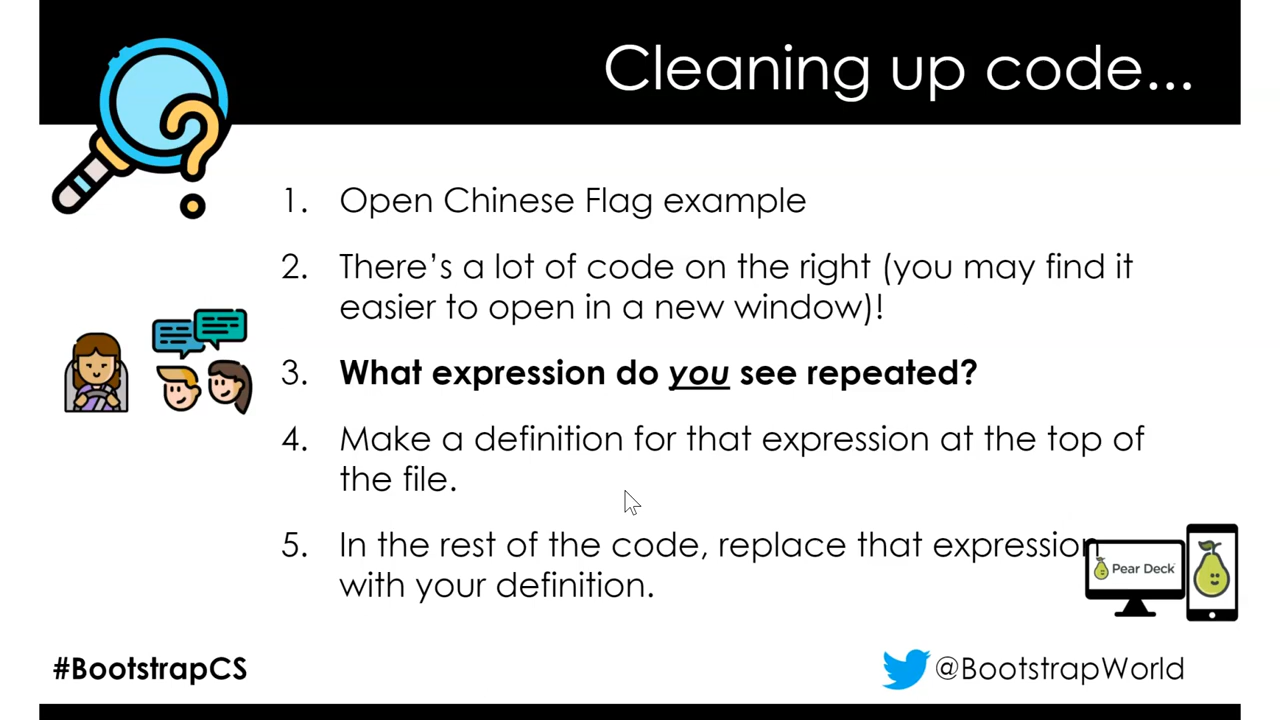 Cleaning up code...
1. Open Chinese Flag example
2. There's a lot of code on the right (you may find it
easier to open in a new window)!
3. What expression do you see repeated?
4. Make a definition for that expression at the top of
the file.
5. In the rest of the code, replace that expression
with your definition.
Pear Deck
#BootstrapCS
@BootstrapWorld